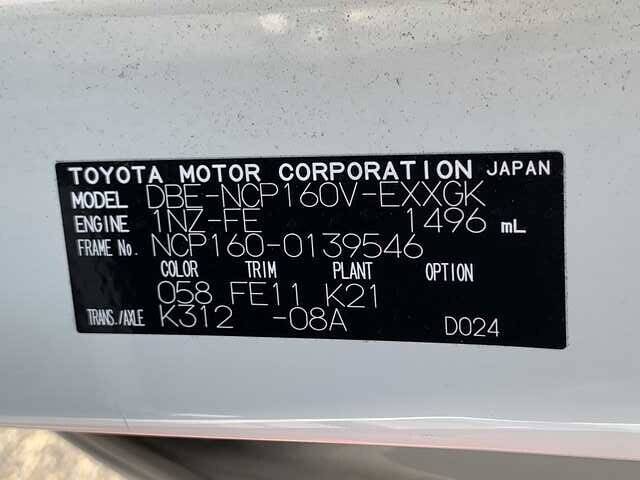 TOYOTA MOTOR CORPORATION JAPAN
MODEL DBE-NCP160V-EXXGK
ENGINE 1NZ-FE 1496 mL
FRAME No. NCP160-0139546
COLOR TRIM PLANT OPTION
058 FE11 K21
TRANS./AXLE K312 -08A D024